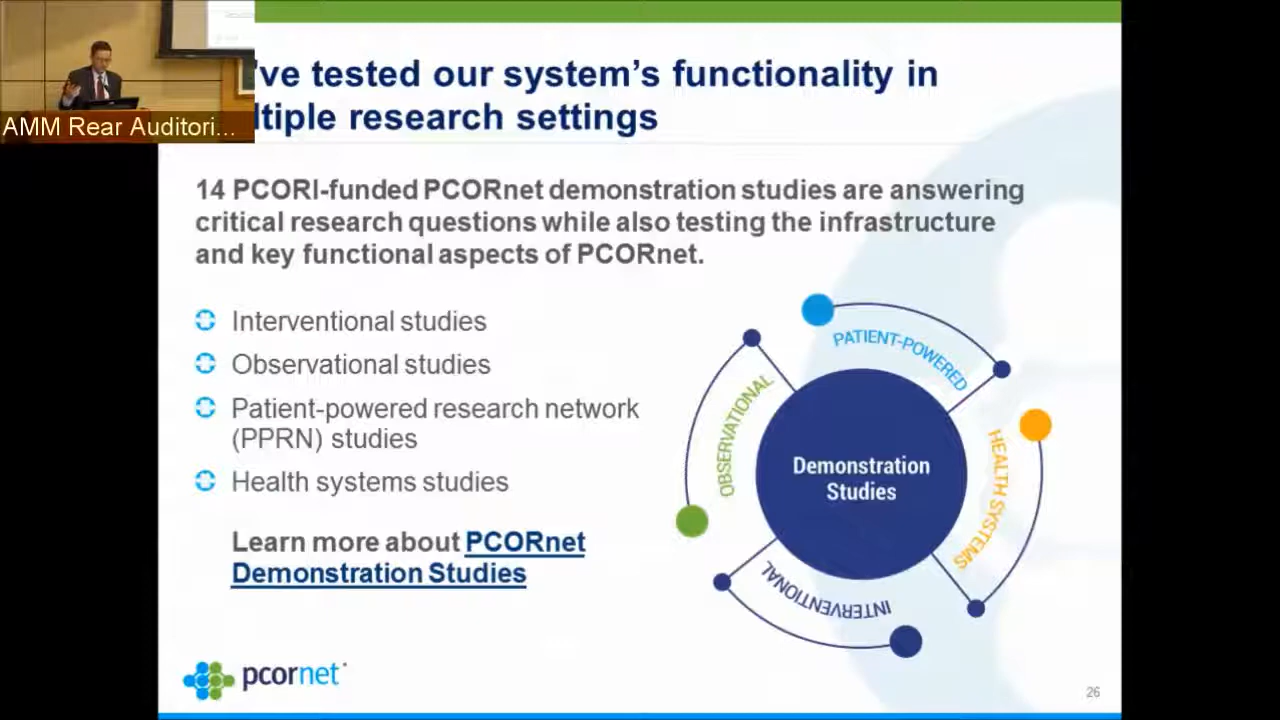 've tested our system's functionality in
ltiple research settings
AMM Rear Auditori...
14 PCORI-funded PCORnet demonstration studies are answering
critical research questions while also testing the infrastructure
and key functional aspects of PCORnet.
Interventional studies
Observational studies
Patient-powered research network
(PPRN) studies
Health systems studies
Learn more about PCORnet
Demonstration Studies
PATIENT-POWERED
HEALTH SYSTEMS
INTERVENTIONAL
OBSERVATIONAL
Demonstration
Studies
pcornet
26